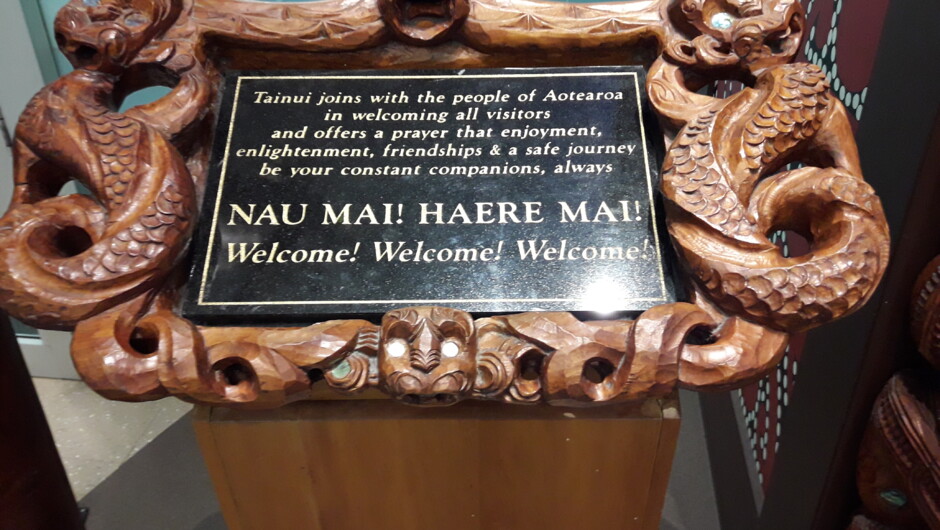 Tainui joins with the people of Aotearoa
in welcoming all visitors
and offers a prayer that enjoyment,
enlightenment, friendships & a safe journey
be your constant companions, always
NAU MAI! HAERE MAI!
Welcome! Welcome! Welcome!